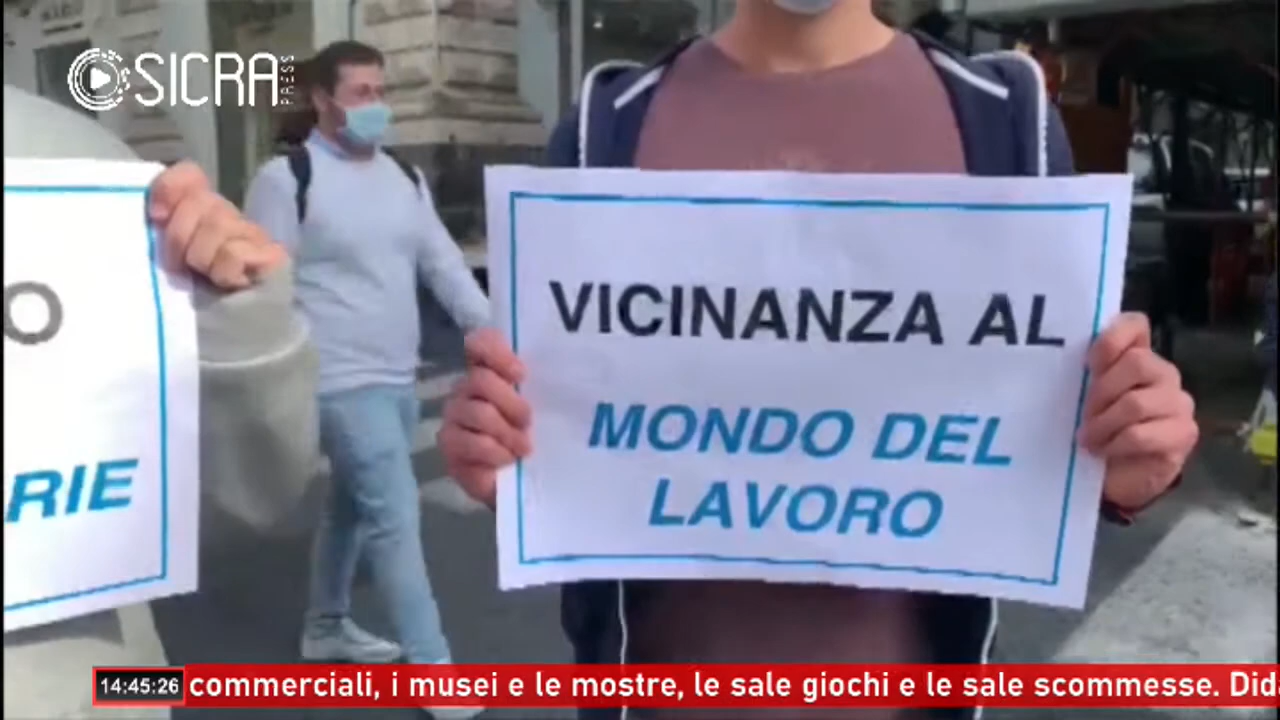 SICRA PRESS
VICINANZA AL
MONDO DEL
LAVORO
O
RIE
14:45:26 commerciali, i musei e le mostre, le sale giochi e le sale scommesse. Did